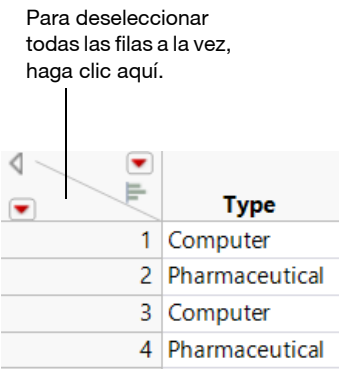 Para deseleccionar
todas las filas a la vez,
haga clic aquí.
Type
1 Computer
2 Pharmaceutical
3 Computer
4 Pharmaceutical